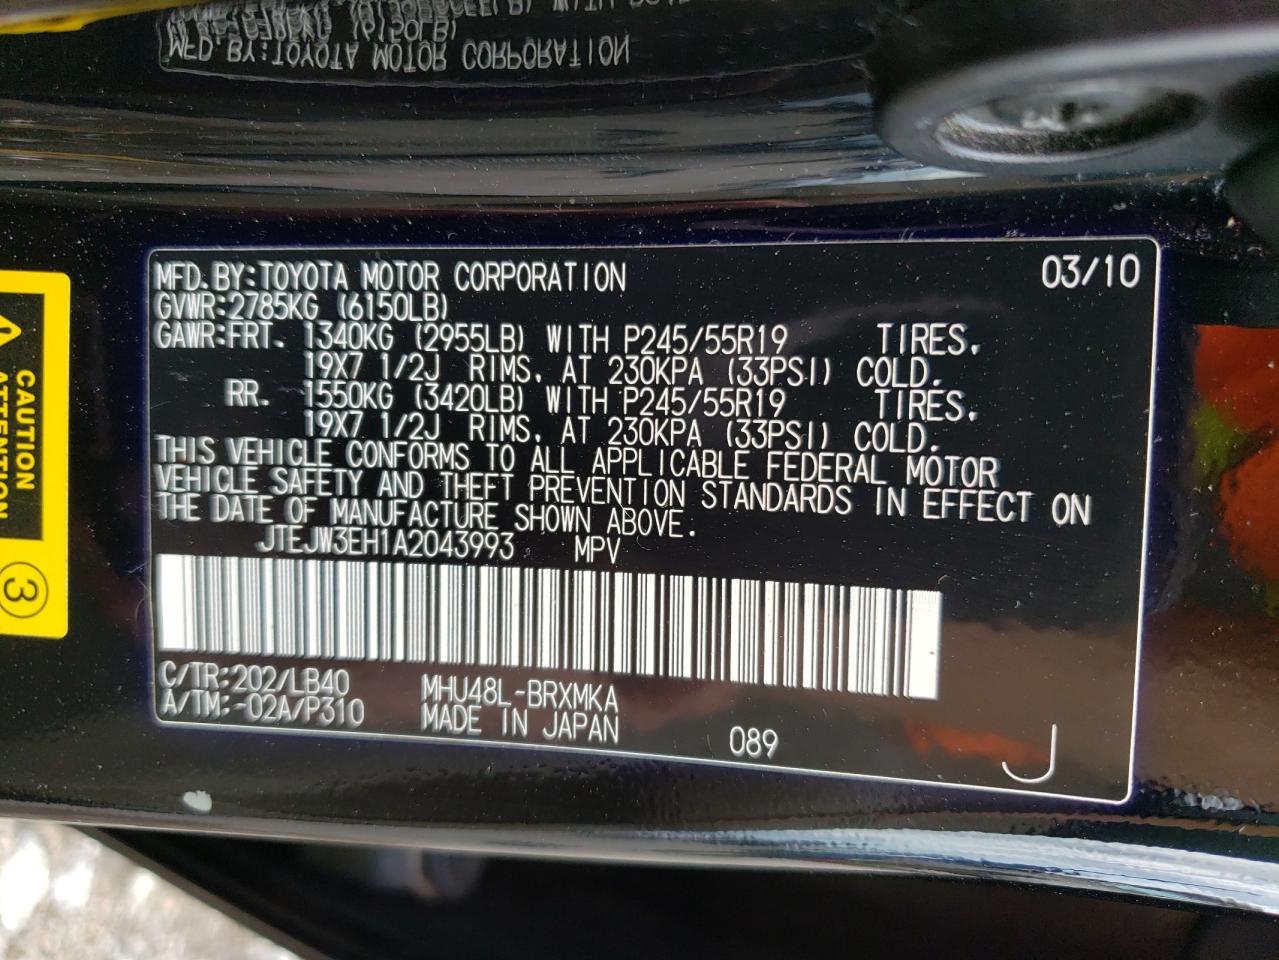 MFD. BY: TOYOTA MOTOR CORPORATION 03/10
GVWR: 2785KG (6150LB)
GAWR: FRT. 1340KG (2955LB) WITH P245/55R19 TIRES,
19X7 1/2J RIMS, AT 230KPA (33PSI) COLD.
RR. 1550KG (3420LB) WITH P245/55R19 TIRES,
19X7 1/2J RIMS, AT 230KPA (33PSI) COLD.
THIS VEHICLE CONFORMS TO ALL APPLICABLE FEDERAL MOTOR
VEHICLE SAFETY AND THEFT PREVENTION STANDARDS IN EFFECT ON
THE DATE OF MANUFACTURE SHOWN ABOVE.
JTEJW3EH1A2043993 MPV
C/TR: 202/LB40 MHU48L-BRXMKA
A/TM: -02A/P310 MADE IN JAPAN 089 J
CAUTION
ATTENTION
3
MFD. BY: TOYOTA MOTOR CORPORATION
(6150LB)